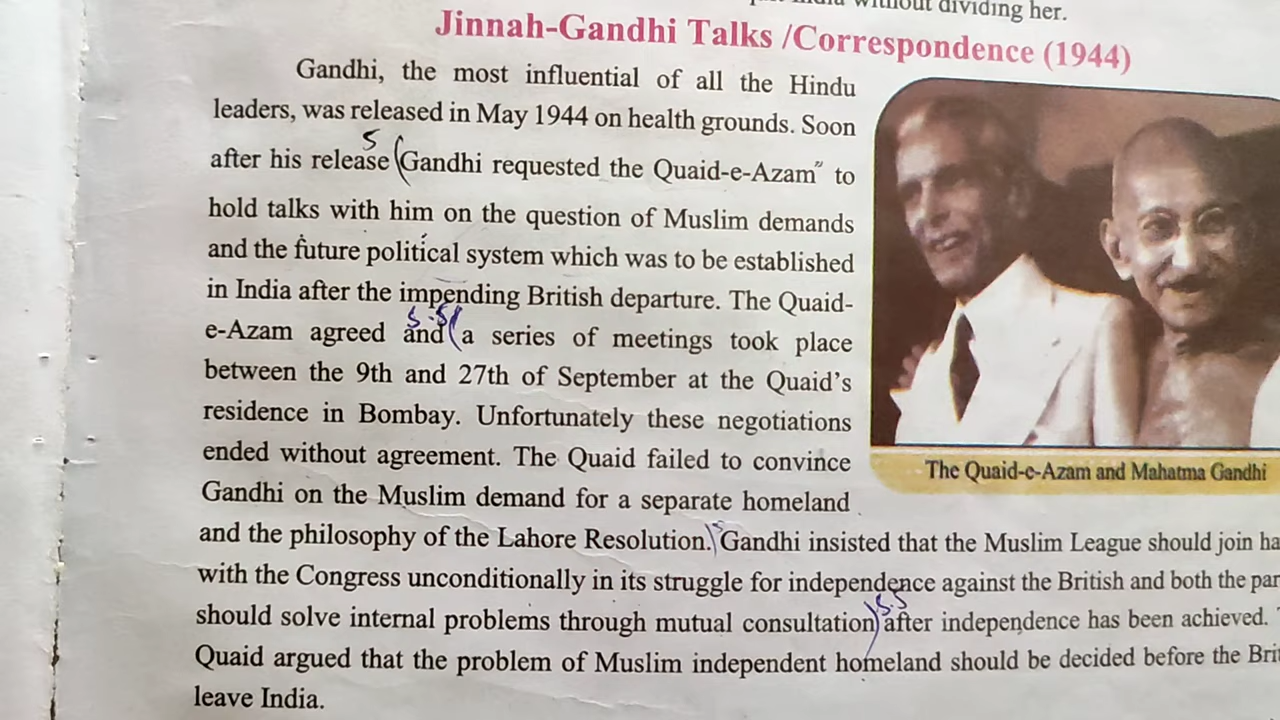 without dividing her.
Jinnah-Gandhi Talks /Correspondence (1944)
Gandhi, the most influential of all the Hindu
leaders, was released in May 1944 on health grounds. Soon
after his release (Gandhi requested the Quaid-e-Azam" to
hold talks with him on the question of Muslim demands
and the future political system which was to be established
in India after the impending British departure. The Quaid-
e-Azam agreed and (a series of meetings took place
between the 9th and 27th of September at the Quaid's
residence in Bombay. Unfortunately these negotiations
ended without agreement. The Quaid failed to convince
Gandhi on the Muslim demand for a separate homeland
and the philosophy of the Lahore Resolution.) Gandhi insisted that the Muslim League should join
with the Congress unconditionally in its struggle for independence against the British and both the
should solve internal problems through mutual consultation) after independence has been achieved.
Quaid argued that the problem of Muslim independent homeland should be decided before the
leave India.
The Quaid-e-Azam and Mahatma Gandhi